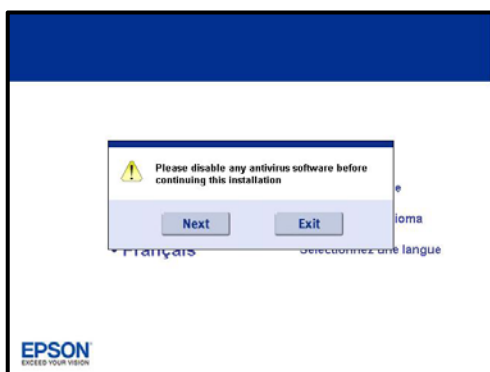 Please disable any antivirus software before
continuing this installation
Next
Exit
e
ioma
• Français
Sélectionnez une langue
EPSON
EXCEED YOUR VISION